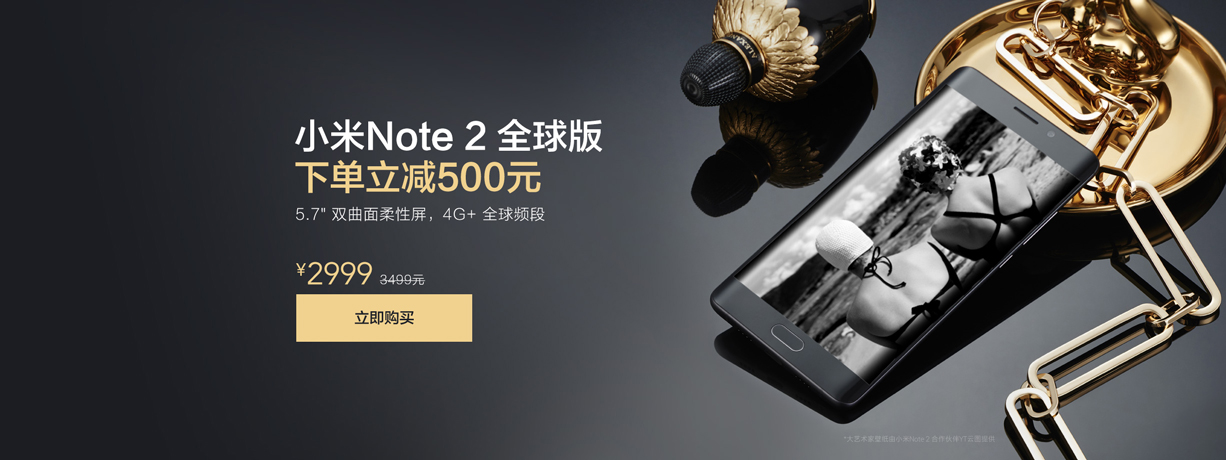 小米Note 2 全球版
下单立减500元
5.7" 双曲面柔性屏，4G+ 全球频段
¥2999 3499元
立即购买
ALEXA